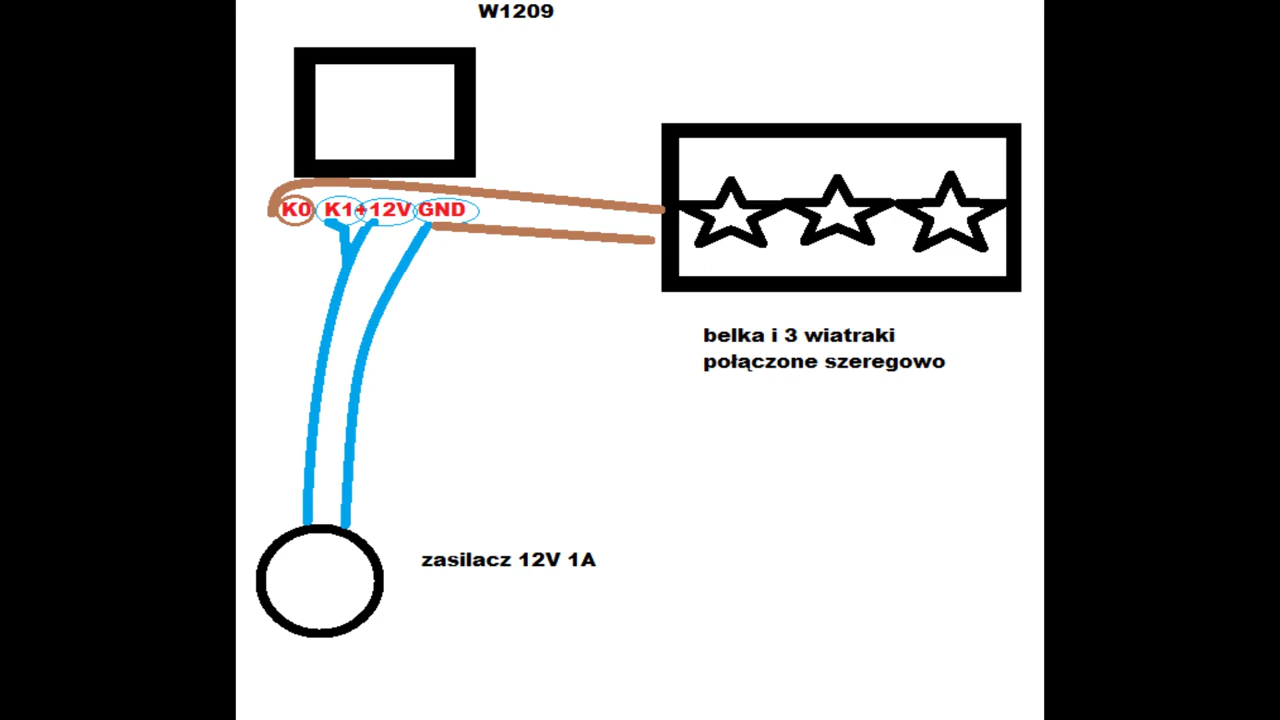 W1209
K0 K1+12V GND
belka i 3 wiatraki
połączone szeregowo
zasilacz 12V 1A